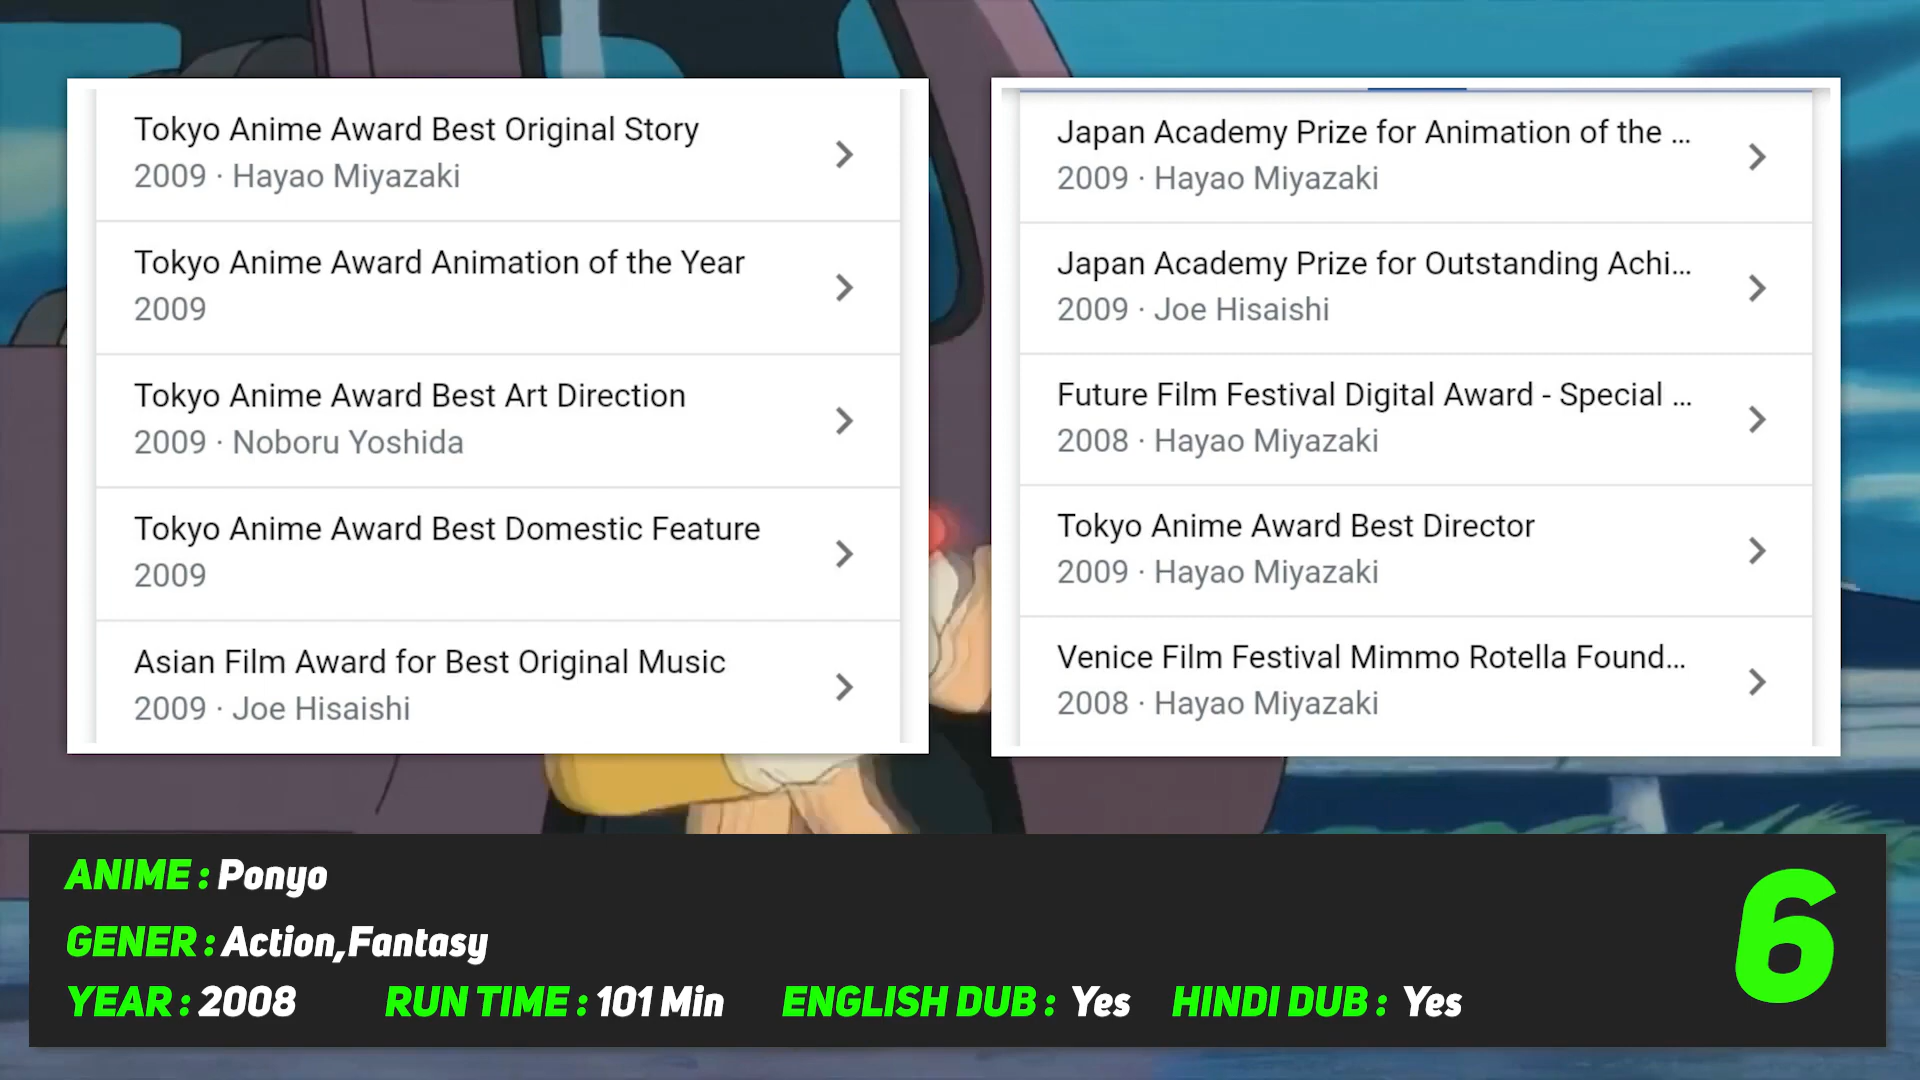 Tokyo Anime Award Best Original Story
2009 · Hayao Miyazaki
Tokyo Anime Award Animation of the Year
2009
Tokyo Anime Award Best Art Direction
2009 · Noboru Yoshida
Tokyo Anime Award Best Domestic Feature
2009
Asian Film Award for Best Original Music
2009 · Joe Hisaishi
Japan Academy Prize for Animation of the ...
2009 · Hayao Miyazaki
Japan Academy Prize for Outstanding Achi...
2009 · Joe Hisaishi
Future Film Festival Digital Award - Special ...
2008 · Hayao Miyazaki
Tokyo Anime Award Best Director
2009 · Hayao Miyazaki
Venice Film Festival Mimmo Rotella Found...
2008 · Hayao Miyazaki
ANIME : Ponyo
GENER : Action,Fantasy
YEAR : 2008 RUN TIME : 101 Min ENGLISH DUB : Yes HINDI DUB : Yes
6